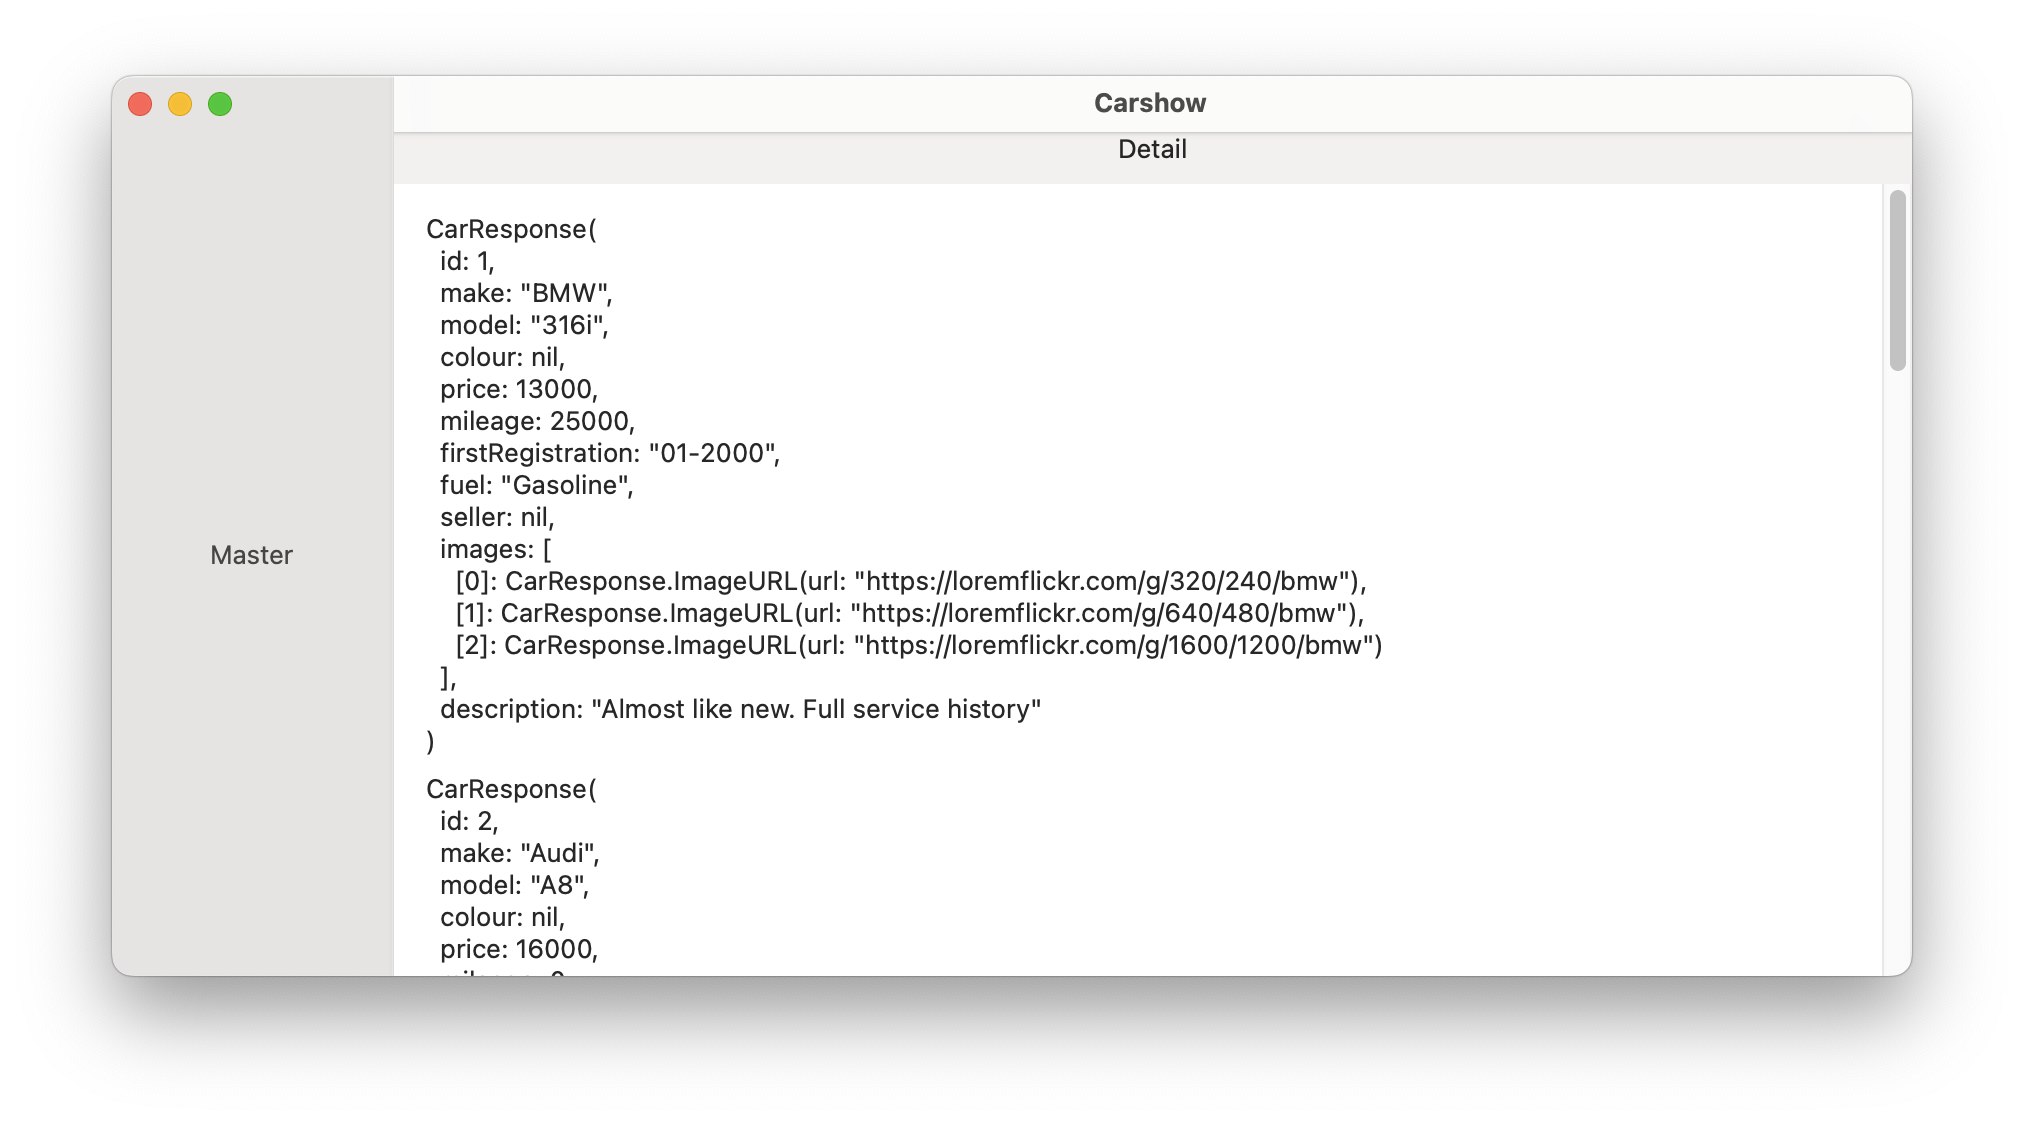 Carshow
Detail
Master
CarResponse(
id: 1,
make: "BMW",
model: "316i",
colour: nil,
price: 13000,
mileage: 25000,
firstRegistration: "01-2000",
fuel: "Gasoline",
seller: nil,
images: [
[0]: CarResponse.ImageURL(url: "https://loremflickr.com/g/320/240/bmw"),
[1]: CarResponse.ImageURL(url: "https://loremflickr.com/g/640/480/bmw"),
[2]: CarResponse.ImageURL(url: "https://loremflickr.com/g/1600/1200/bmw")
],
description: "Almost like new. Full service history"
)
CarResponse(
id: 2,
make: "Audi",
model: "A8",
colour: nil,
price: 16000,